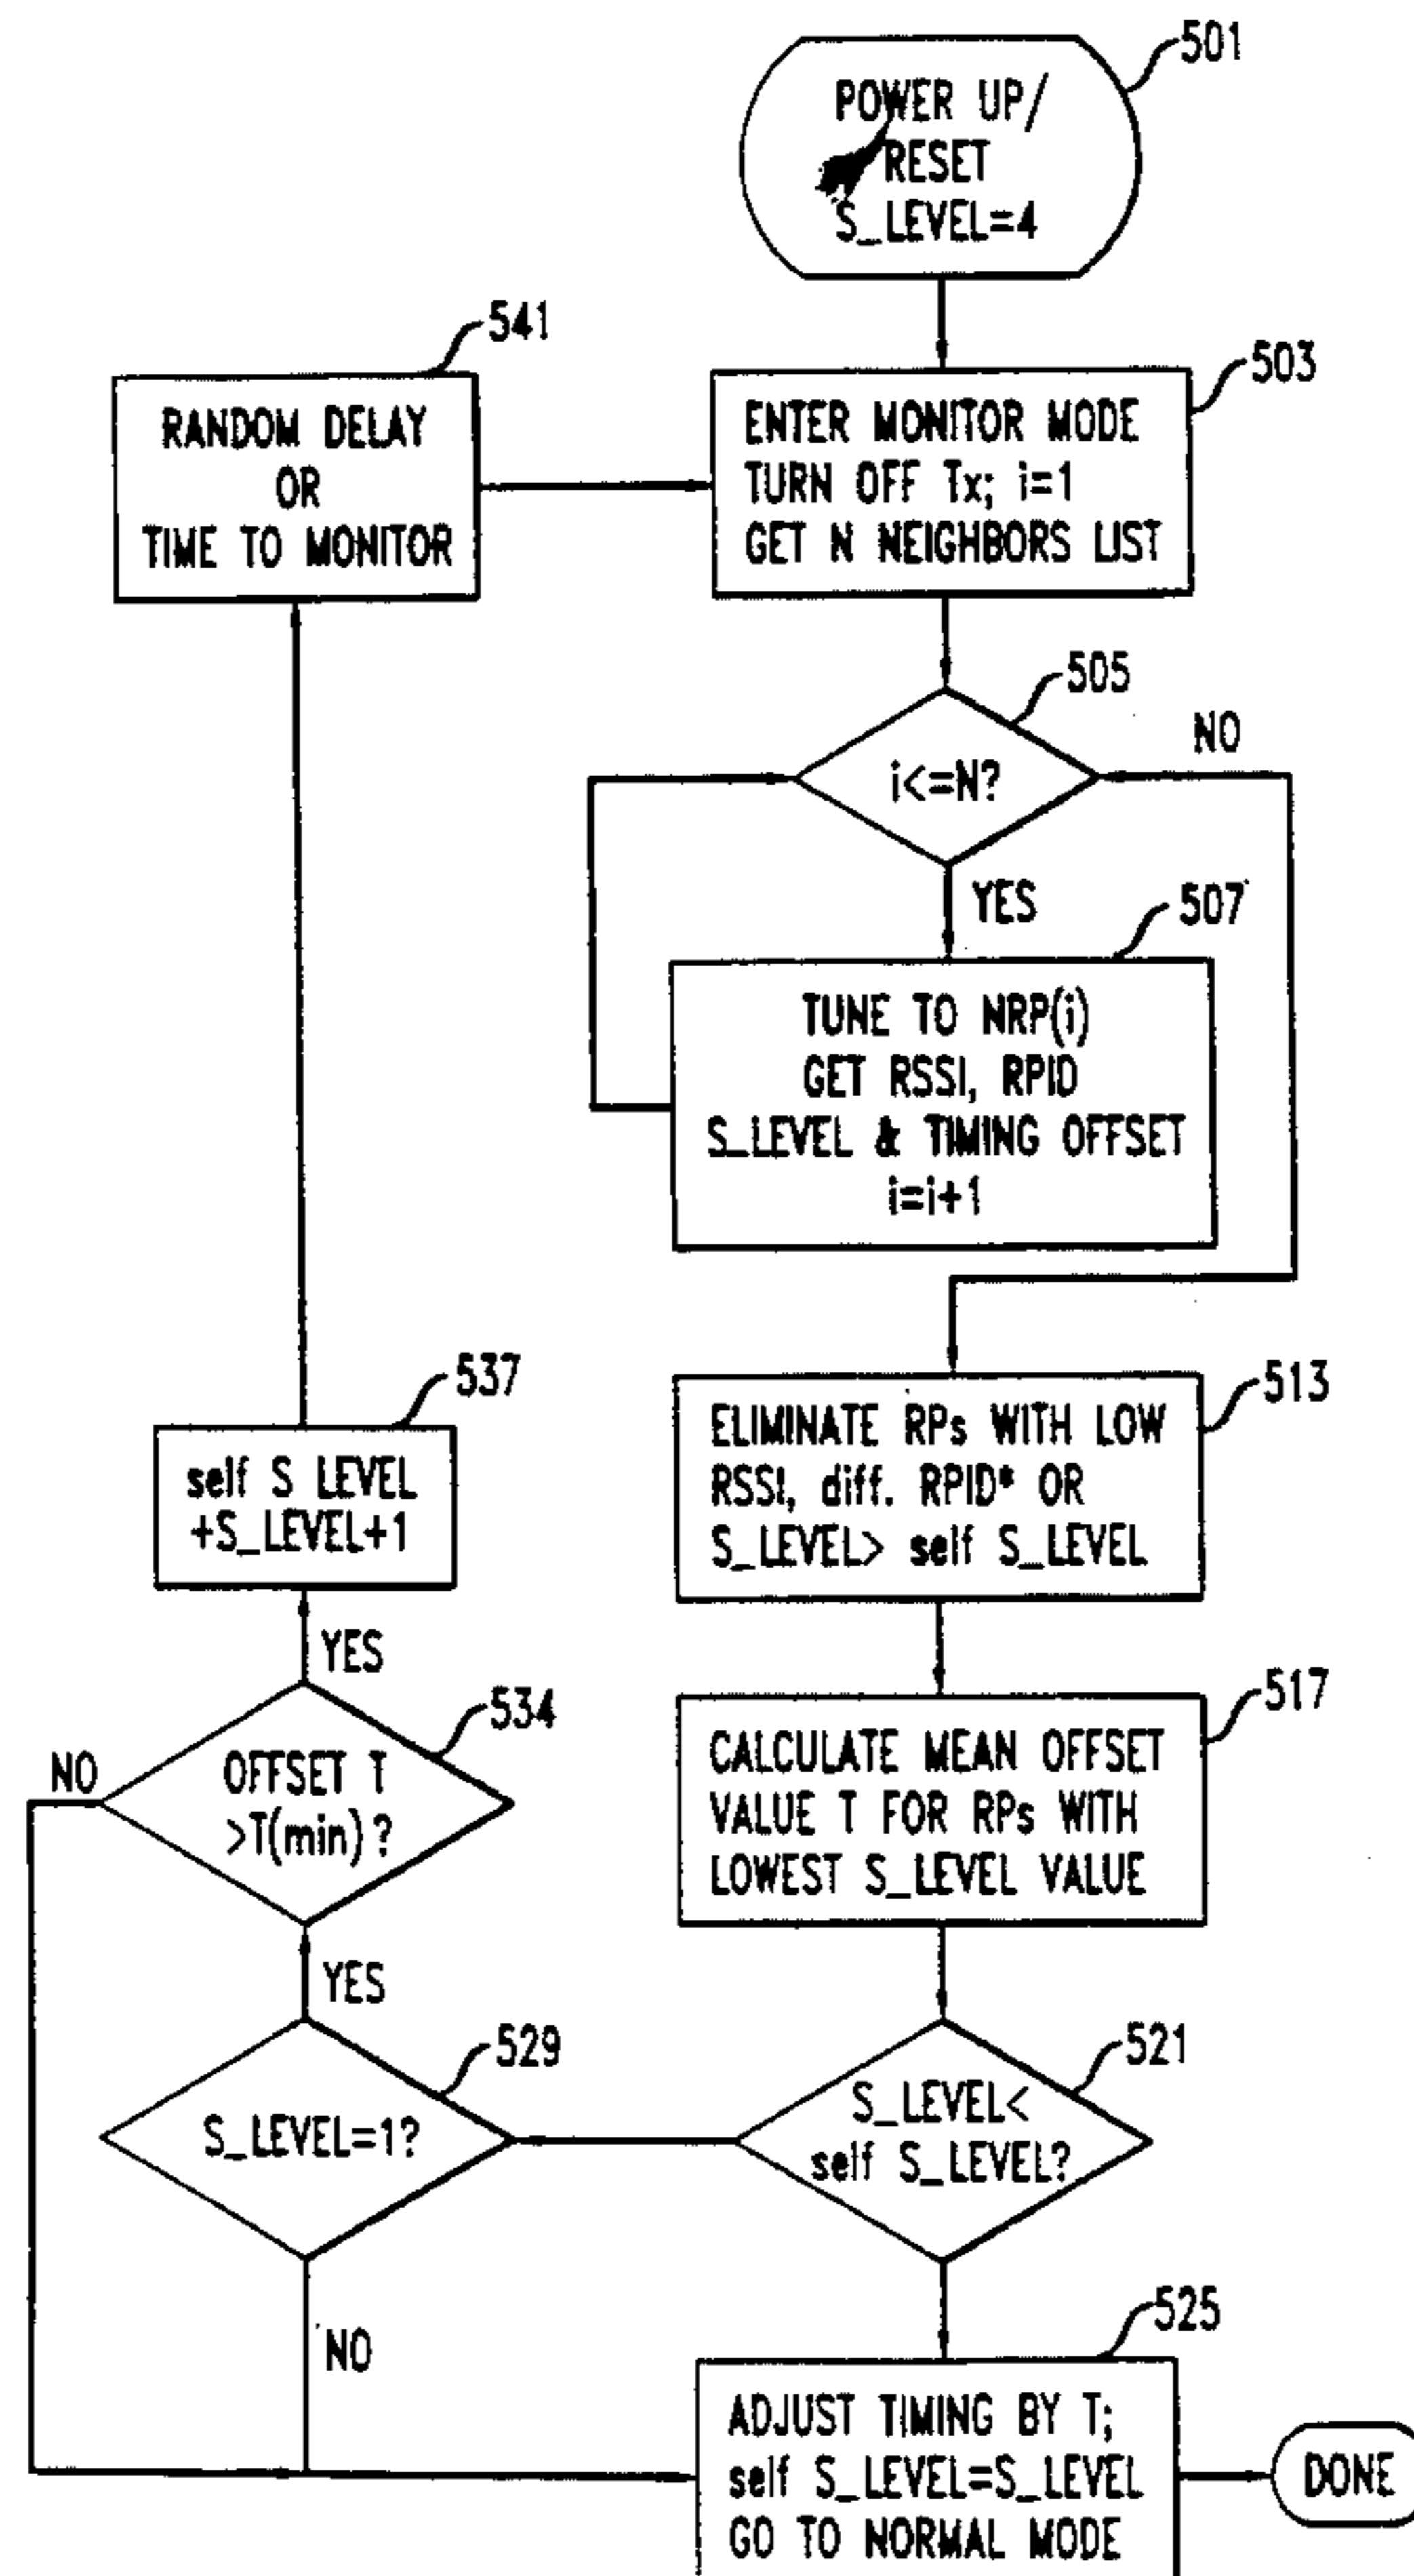 501
POWER UP/
RESET
S_LEVEL=4
541
RANDOM DELAY
OR
TIME TO MONITOR
503
ENTER MONITOR MODE
TURN OFF Tx; i=1
GET N NEIGHBORS LIST
505
i<=N?
NO
YES
507
TUNE TO NRP(i)
GET RSSI, RPID
S_LEVEL & TIMING OFFSET
i=i+1
513
ELIMINATE RPs WITH LOW
RSSI, diff. RPID* OR
S_LEVEL> self S_LEVEL
537
self S LEVEL
+S_LEVEL+1
YES
517
CALCULATE MEAN OFFSET
VALUE T FOR RPs WITH
LOWEST S_LEVEL VALUE
534
NO
OFFSET T
>T(min)?
YES
529
S_LEVEL=1?
521
S_LEVEL<
self S_LEVEL?
NO
525
ADJUST TIMING BY T;
self S_LEVEL=S_LEVEL
GO TO NORMAL MODE
DONE